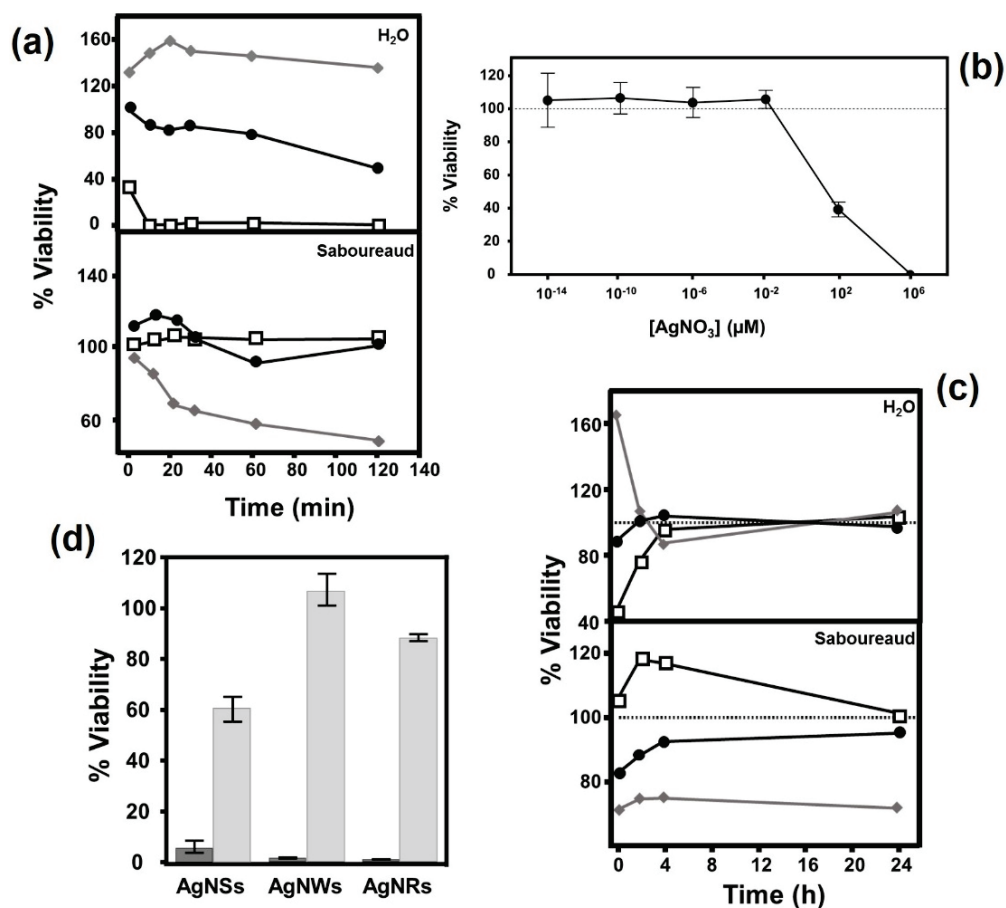 (a)
H₂O
160
120
80
40
0
% Viability
Saboureaud
140
100
60
0 20 40 60 80 100 120 140
Time (min)
(b)
120
100
80
60
40
20
0
% Viability
10⁻¹⁴ 10⁻¹⁰ 10⁻⁶ 10⁻² 10² 10⁶
[AgNO₃] (µM)
(c)
H₂O
160
120
80
40
% Viability
Saboureaud
120
100
80
0 4 8 12 16 20 24
Time (h)
(d)
120
100
80
60
40
20
0
% Viability
AgNSs AgNWs AgNRs